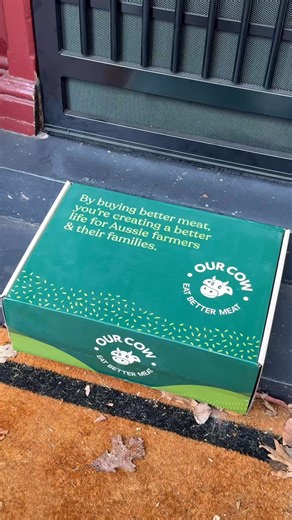 By buying better meat,
you're creating a better
life for Aussie farmers
& their families.
OUR COW
EAT BETTER MEAT
OUR COW
EAT BETTER MEAT